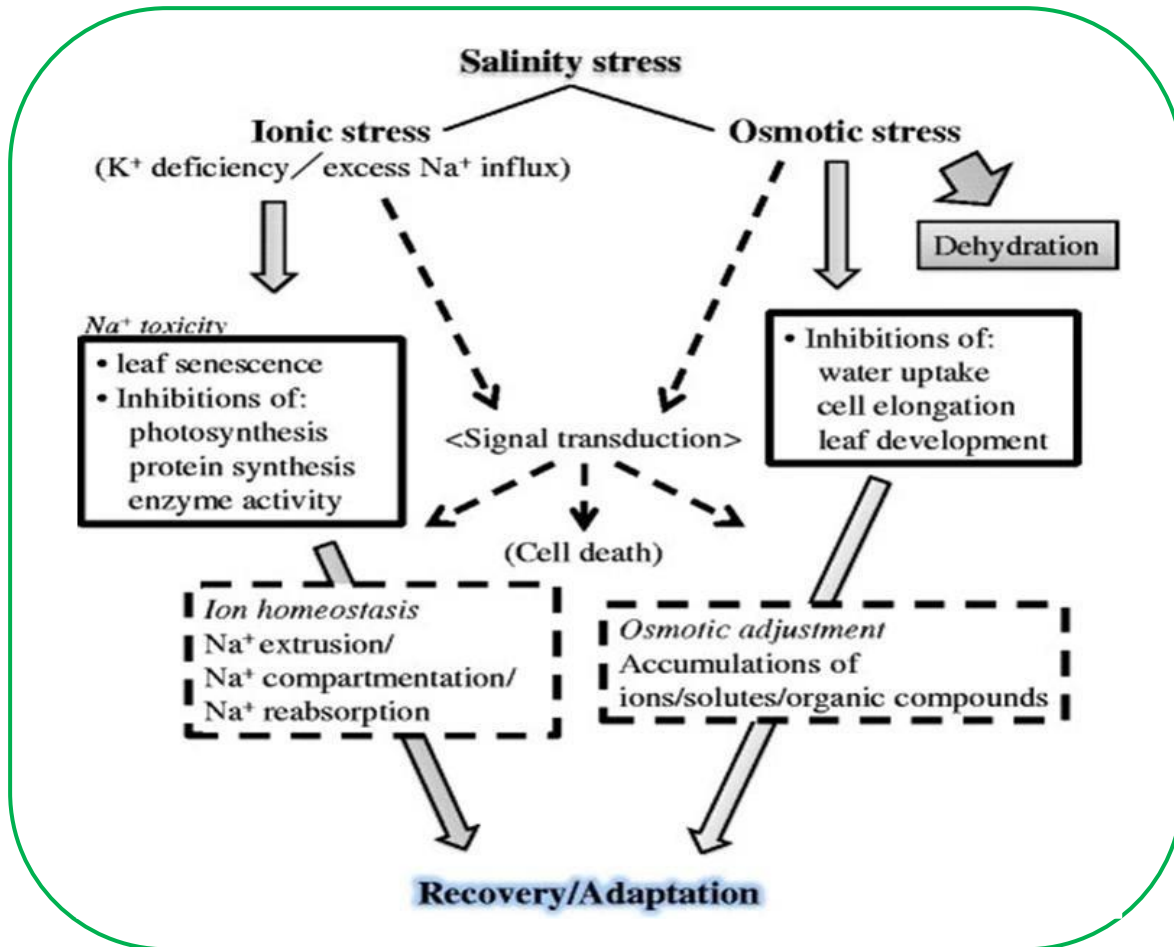 Salinity stress
Ionic stress
(K⁺ deficiency／excess Na⁺ influx)
Osmotic stress
Dehydration
Na⁺ toxicity
• leaf senescence
• Inhibitions of:
photosynthesis
protein synthesis
enzyme activity
• Inhibitions of:
water uptake
cell elongation
leaf development
<Signal transduction>
(Cell death)
Ion homeostasis
Na⁺ extrusion/
Na⁺ compartmentation/
Na⁺ reabsorption
Osmotic adjustment
Accumulations of
ions/solutes/organic compounds
Recovery/Adaptation